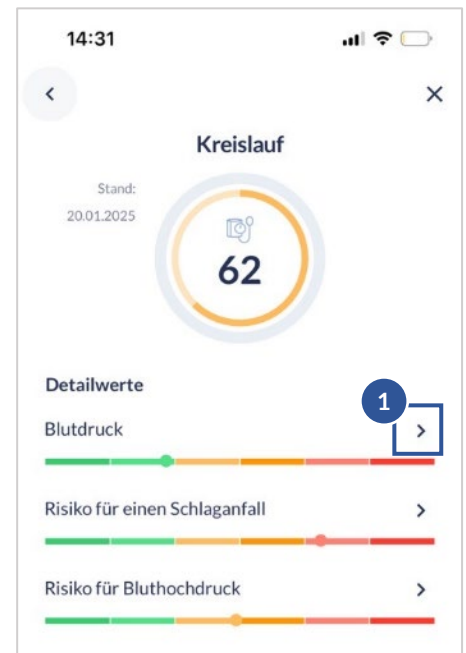 14:31
Kreislauf
Stand:
20.01.2025
62
Detailwerte
1
Blutdruck
Risiko für einen Schlaganfall
Risiko für Bluthochdruck